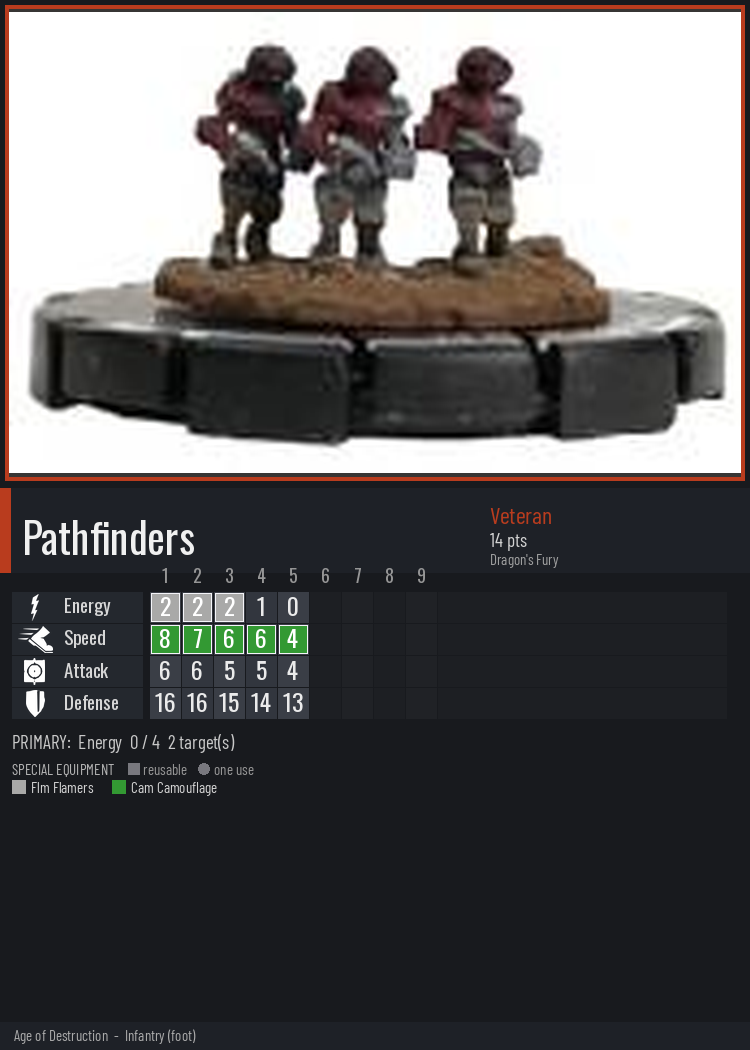 Pathfinders
Veteran
14 pts
Dragon's Fury
1 2 3 4 5 6 7 8 9
Energy 2 2 2 1 0
Speed 8 7 6 6 4
Attack 6 6 5 5 4
Defense 16 16 15 14 13
PRIMARY: Energy 0 / 4 2 target(s)
SPECIAL EQUIPMENT reusable one use
Flm Flamers Cam Camouflage
Age of Destruction - Infantry (foot)